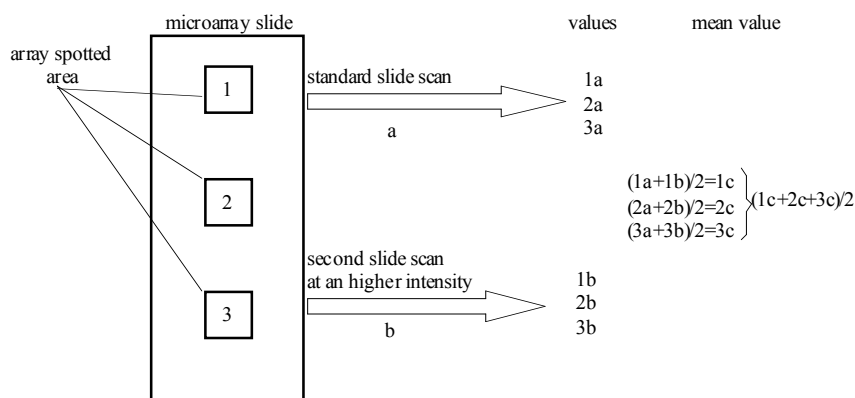 microarray slide
values
mean value
array spotted
area
1
standard slide scan
a
1a
2a
3a
2
(1a+1b)/2=1c
(2a+2b)/2=2c
(3a+3b)/2=3c
(1c+2c+3c)/2
second slide scan
at an higher intensity
3
b
1b
2b
3b